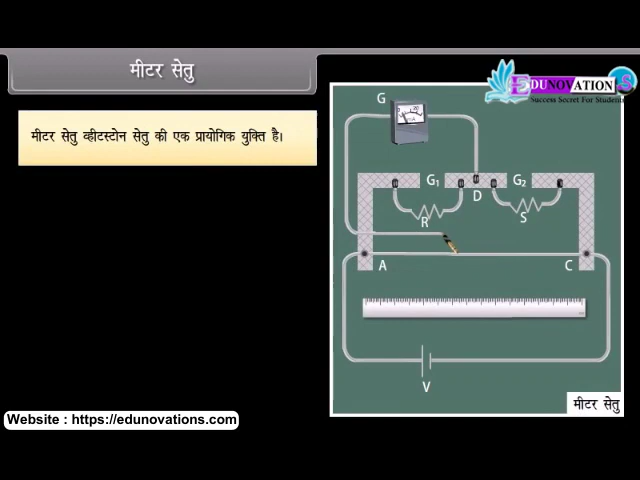 मीटर सेतु
EDUNOVATIONS
Success Secret For Students
मीटर सेतु व्हीटस्टोन सेतु की एक प्रायोगिक युक्ति है।
G
G1
G2
D
R
S
A
C
V
मीटर सेतु
Website : https://edunovations.com